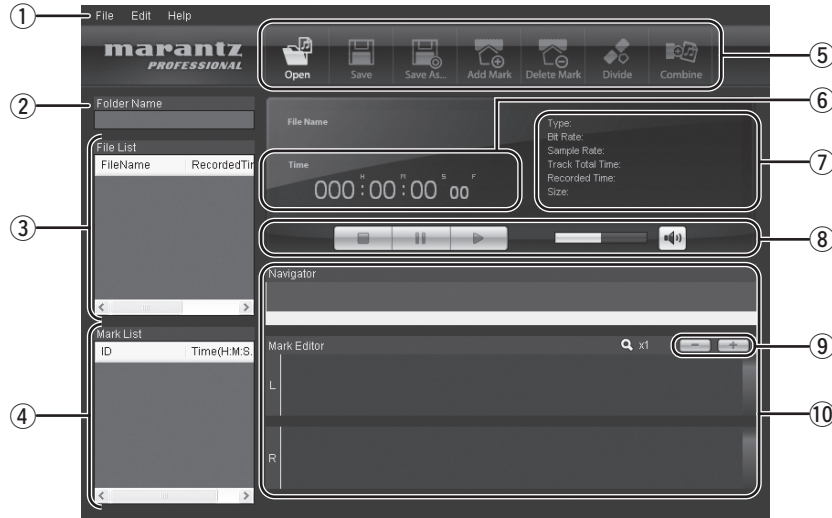 ① File Edit Help
marantz
PROFESSIONAL
Open Save Save As... Add Mark Delete Mark Divide Combine ⑤
② Folder Name
⑥
File Name
Type:
Bit Rate:
Sample Rate:
Track Total Time:
Recorded Time:
Size:
⑦
③ File List
FileName RecordedTir
Time
H M S F
000:00:00 00
⑧
Navigator
④ Mark List
ID Time(H:M:S.
Mark Editor x1 − + ⑨
L
⑩
R